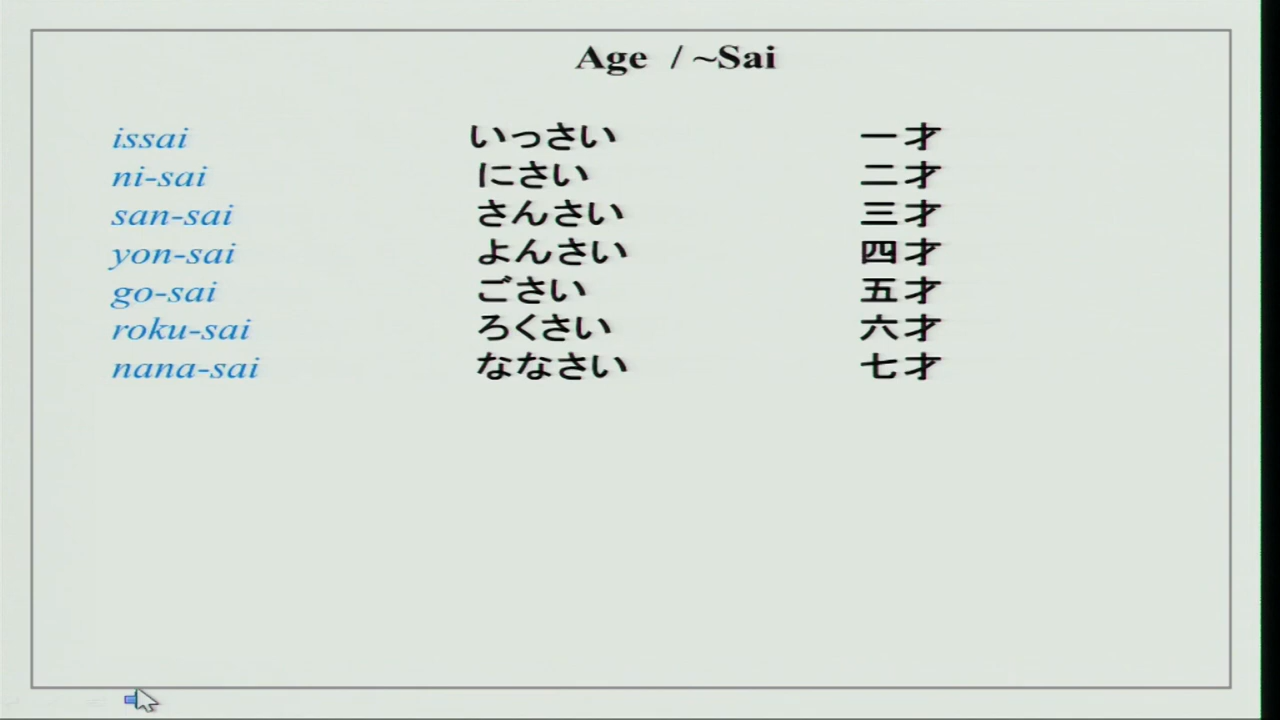 Age / ~Sai
issai いっさい 一才
ni-sai にさい 二才
san-sai さんさい 三才
yon-sai よんさい 四才
go-sai ごさい 五才
roku-sai ろくさい 六才
nana-sai ななさい 七才